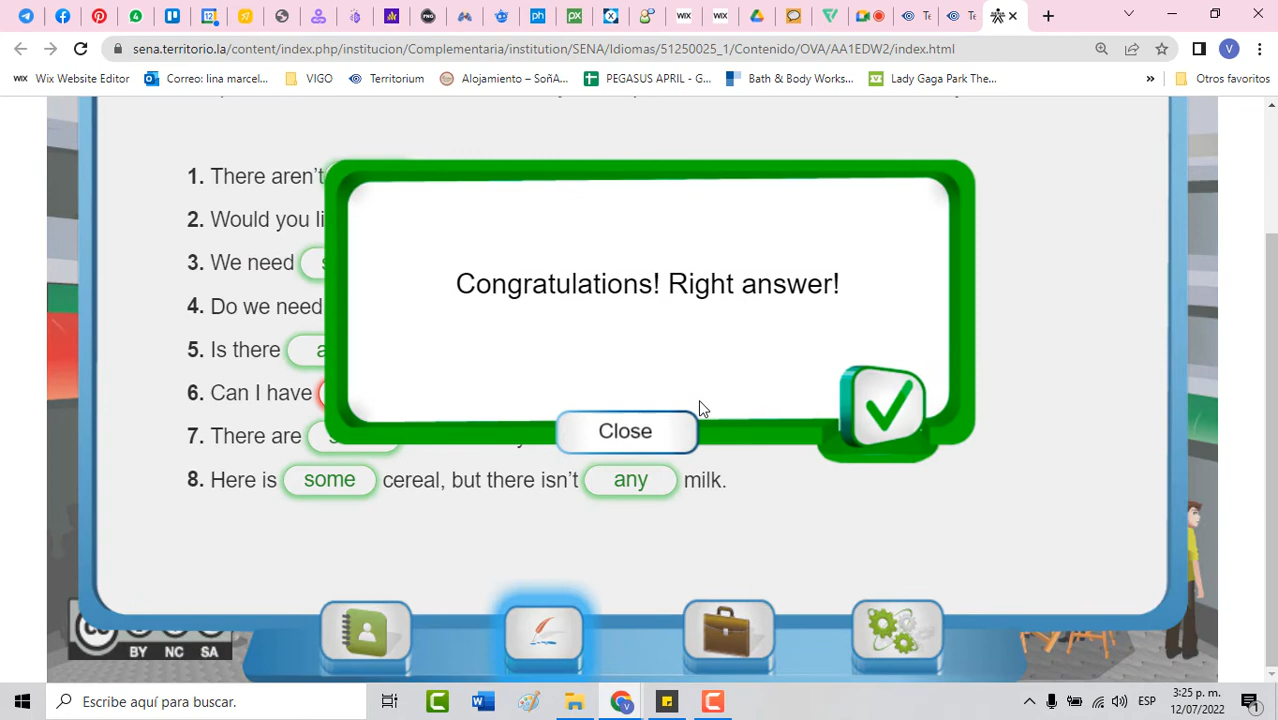 sena.territorio.la/content/index.php/institucion/Complementaria/institution/SENA/Idiomas/51250025_1/Contenido/OVA/AA1EDW2/index.html
Wix Website Editor Correo: lina marcel... VIGO Territorium Alojamiento – SoñA... PEGASUS APRIL - G... Bath & Body Works... Lady Gaga Park The... » Otros favoritos
1. There aren't
2. Would you li
3. We need
4. Do we need
5. Is there
6. Can I have
7. There are
8. Here is some cereal, but there isn't any milk.
Congratulations! Right answer!
Close
BY NC SA
Escribe aquí para buscar.
ESP
3:25 p. m.
12/07/2022